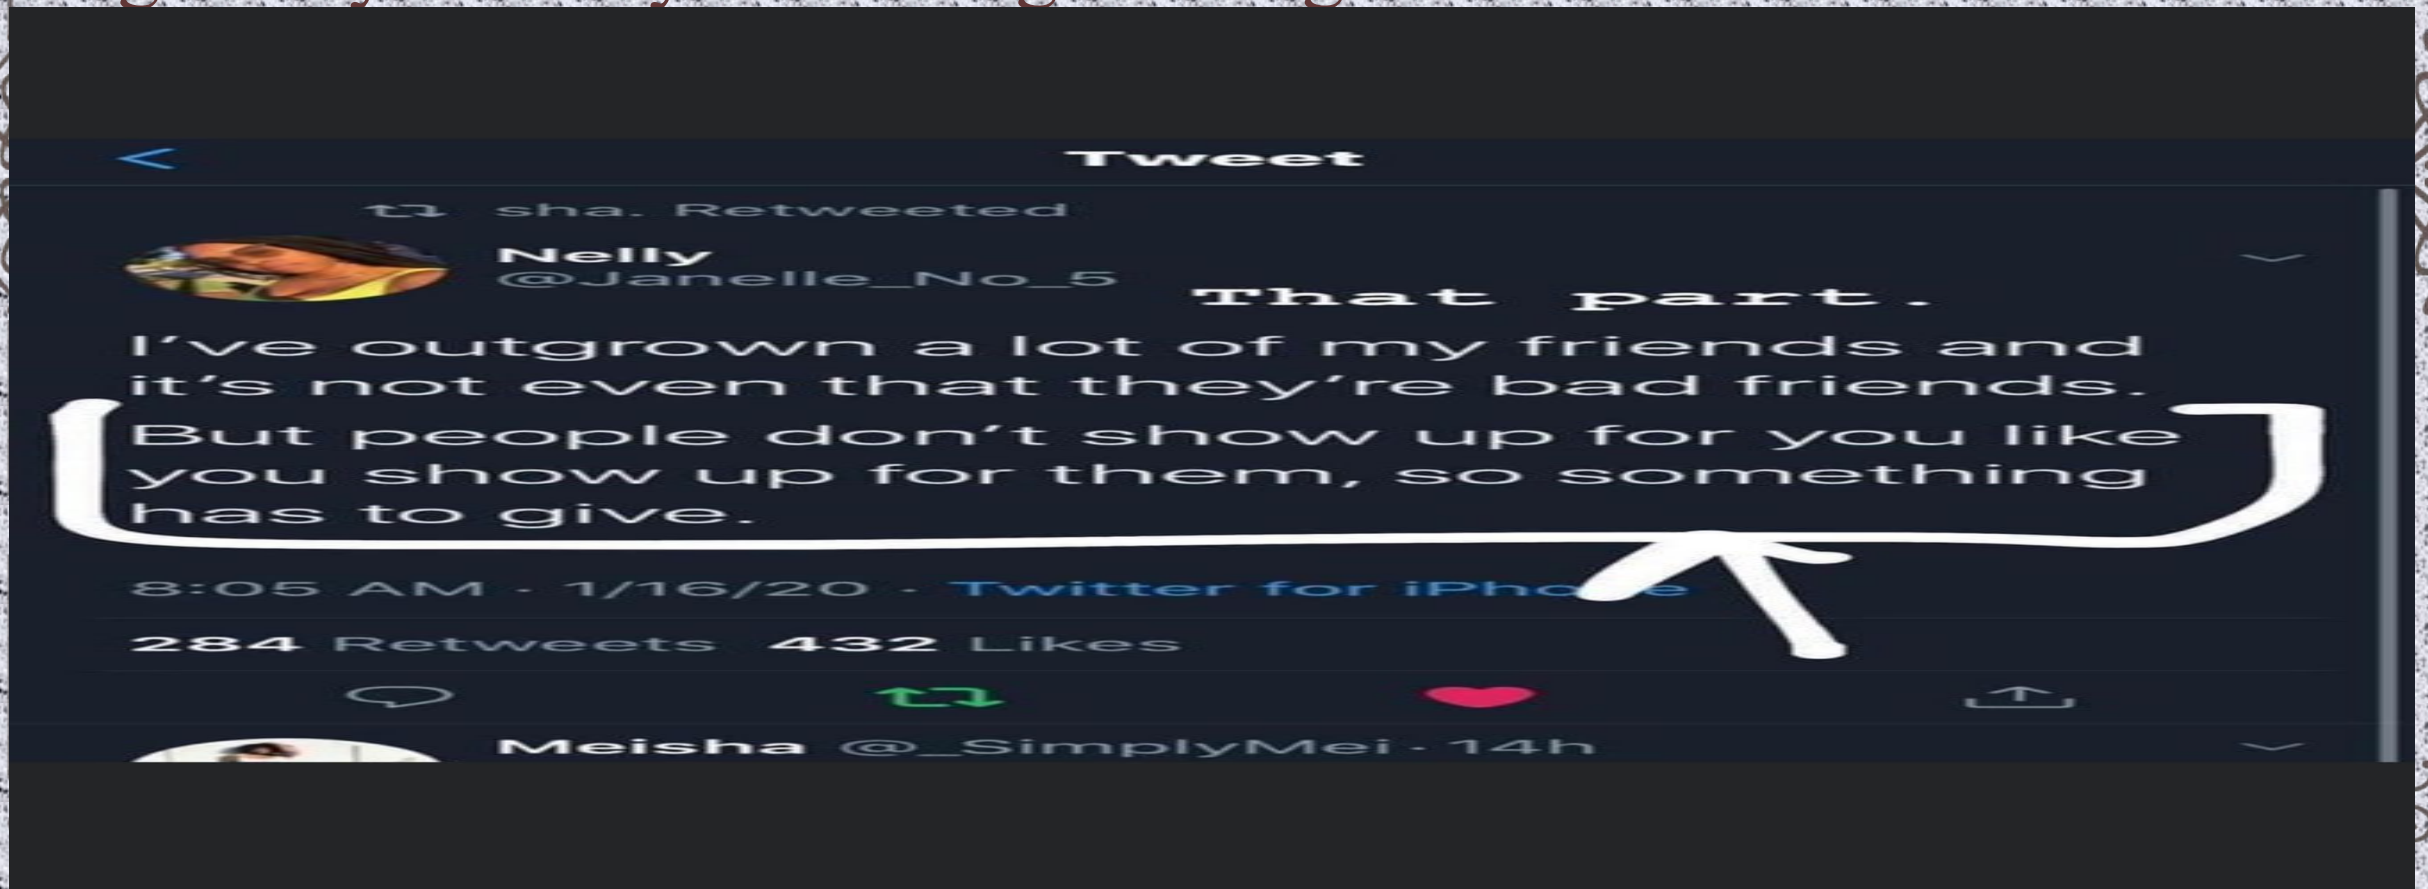 Tweet
sha. Retweeted
Nelly
@Janelle_No_5
That part.
I've outgrown a lot of my friends and
it's not even that they're bad friends.
But people don't show up for you like
you show up for them, so something
has to give.
8:05 AM · 1/16/20 · Twitter for iPhone
284 Retweets 432 Likes
Meisha @_SimplyMei · 14h